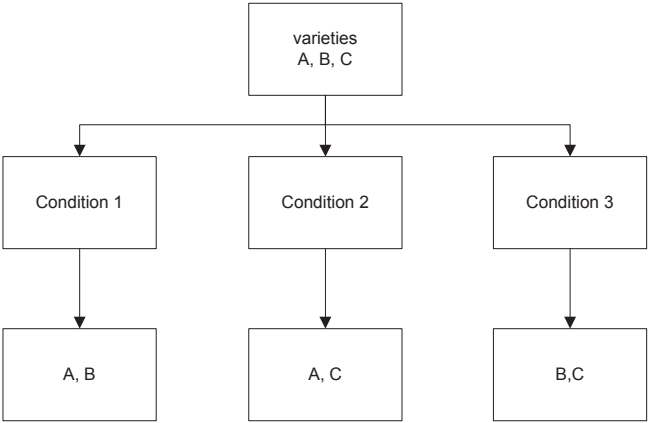 varieties
A, B, C
Condition 1
Condition 2
Condition 3
A, B
A, C
B,C